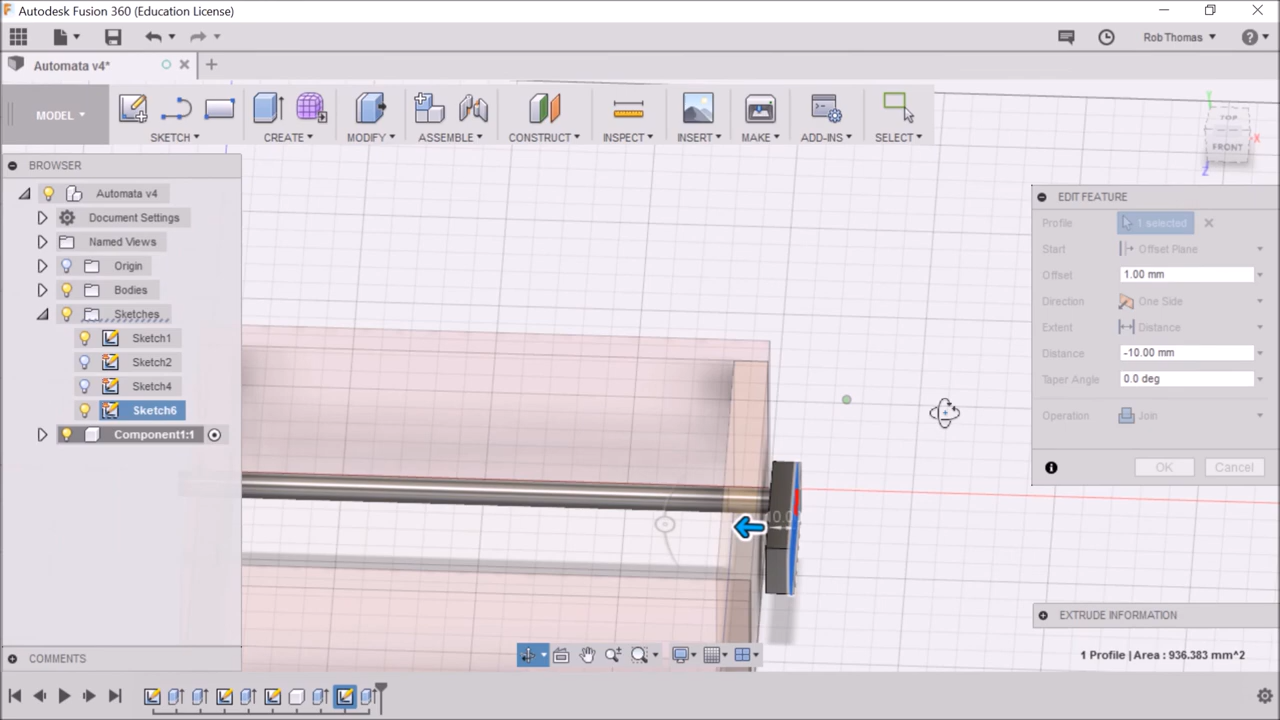 Autodesk Fusion 360 (Education License)
Rob Thomas
Automata v4*
MODEL
SKETCH
CREATE
MODIFY
ASSEMBLE
CONSTRUCT
INSPECT
INSERT
MAKE
ADD-INS
SELECT
TOP
FRONT
X
Y
Z
BROWSER
Automata v4
Document Settings
Named Views
Origin
Bodies
Sketches
Sketch1
Sketch2
Sketch4
Sketch6
Component1:1
COMMENTS
EDIT FEATURE
Profile 1 selected
Start Offset Plane
Offset 1.00 mm
Direction One Side
Extent Distance
Distance -10.00 mm
Taper Angle 0.0 deg
Operation Join
OK Cancel
EXTRUDE INFORMATION
1 Profile | Area : 936.383 mm^2